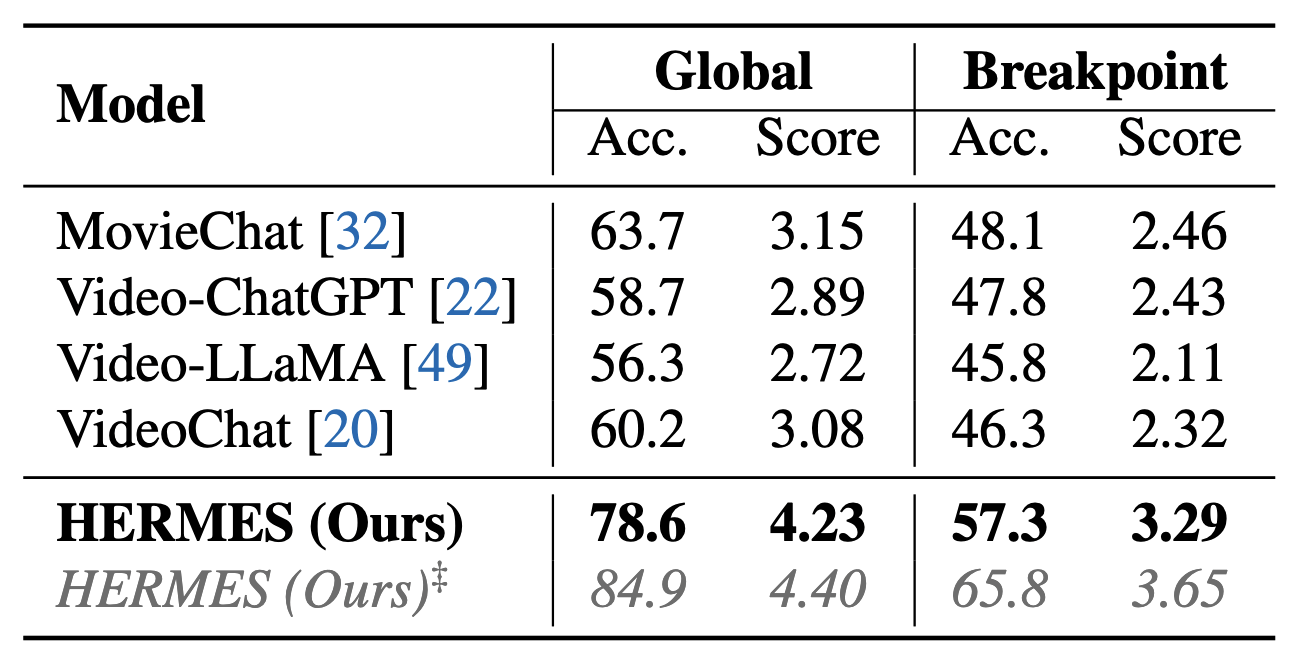 Model Global Breakpoint
Acc. Score Acc. Score
MovieChat [32] 63.7 3.15 48.1 2.46
Video-ChatGPT [22] 58.7 2.89 47.8 2.43
Video-LLaMA [49] 56.3 2.72 45.8 2.11
VideoChat [20] 60.2 3.08 46.3 2.32
HERMES (Ours) 78.6 4.23 57.3 3.29
HERMES (Ours)‡ 84.9 4.40 65.8 3.65